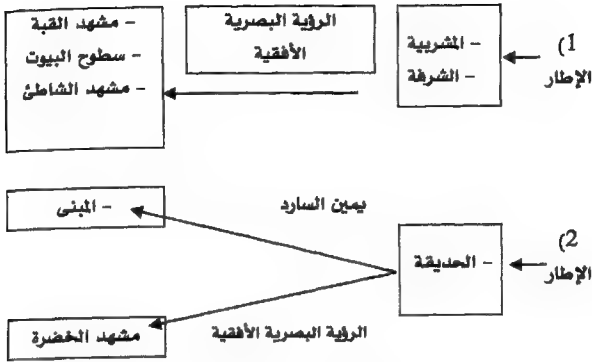 1)
الإطار
– المشربية
– الشرفة
الرؤية البصرية
الأفقية
– مشهد القبة
– سطوح البيوت
– مشهد الشاطئ
2)
الإطار
– الحديقة
يمين السارد
– المبنى
الرؤية البصرية الأفقية
مشهد الخضرة